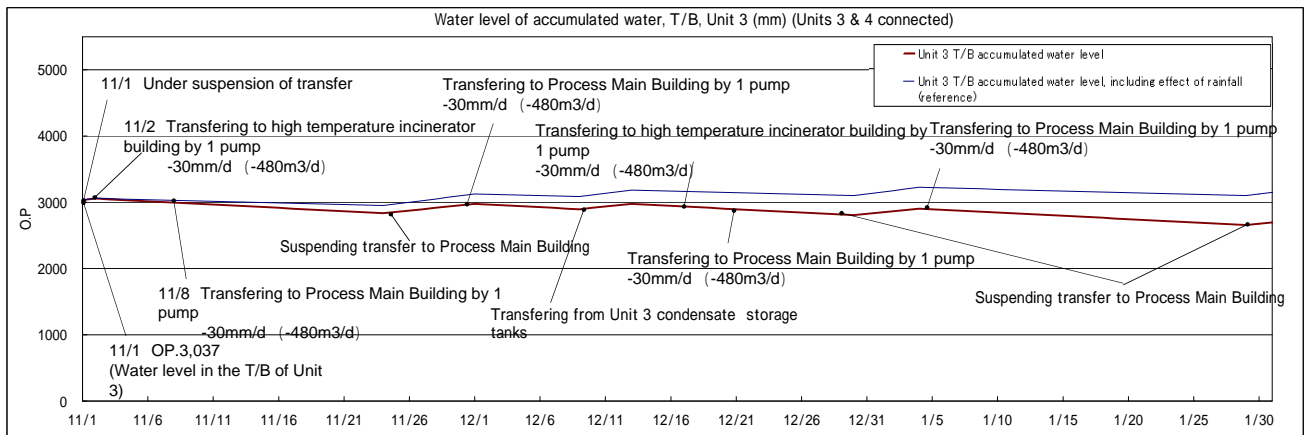 Water level of accumulated water, T/B, Unit 3 (mm) (Units 3 & 4 connected)
Unit 3 T/B accumulated water level
Unit 3 T/B accumulated water level, including effect of rainfall
(reference)
O.P
5000
4000
3000
2000
1000
0
11/1 Under suspension of transfer
11/2 Transfering to high temperature incinerator
building by 1 pump
-30mm/d (-480m3/d)
Transfering to Process Main Building by 1 pump
-30mm/d (-480m3/d)
Transfering to high temperature incinerator building by
1 pump
-30mm/d (-480m3/d)
Transfering to Process Main Building by 1 pump
-30mm/d (-480m3/d)
Suspending transfer to Process Main Building
11/8 Transfering to Process Main Building by 1
pump
-30mm/d (-480m3/d)
Transfering to Process Main Building by 1 pump
-30mm/d (-480m3/d)
Transfering from Unit 3 condensate storage
tanks
Suspending transfer to Process Main Building
11/1 OP.3,037
(Water level in the T/B of Unit
3)
11/1 11/6 11/11 11/16 11/21 11/26 12/1 12/6 12/11 12/16 12/21 12/26 12/31 1/5 1/10 1/15 1/20 1/25 1/30